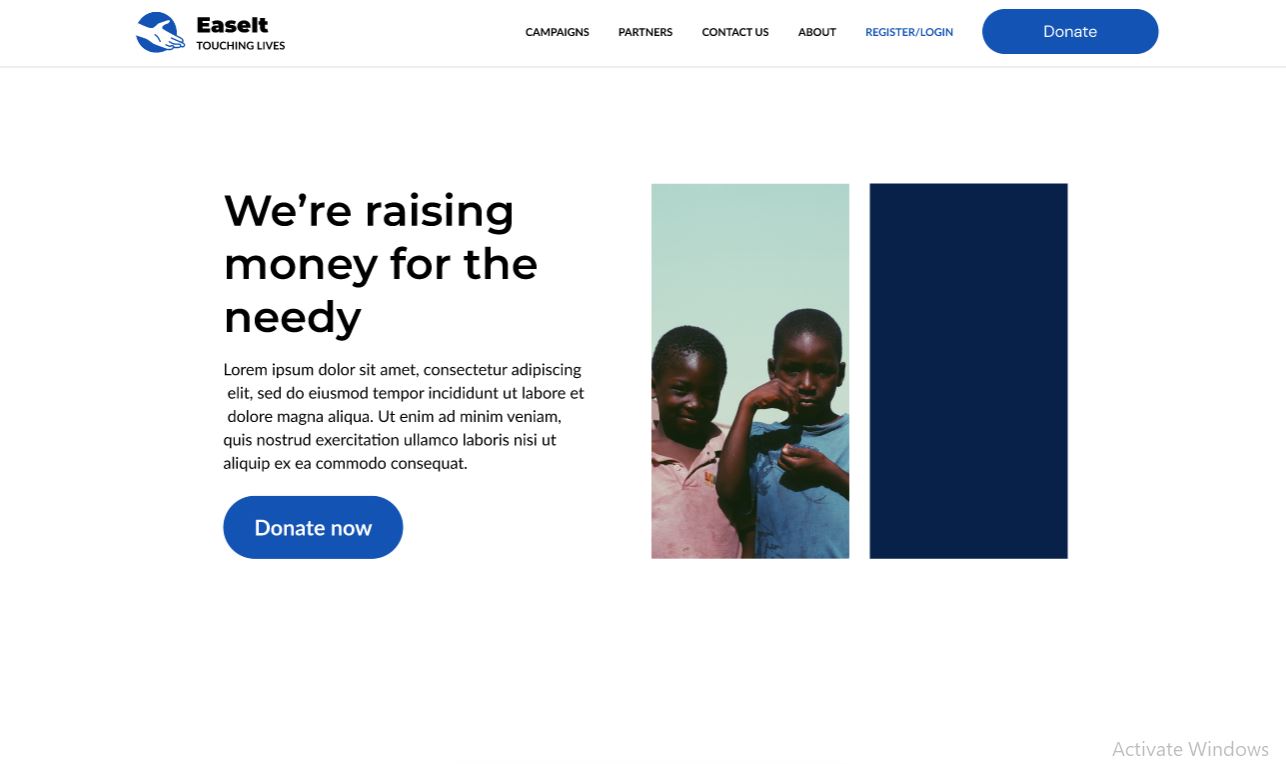 EaseIt
TOUCHING LIVES
CAMPAIGNS
PARTNERS
CONTACT US
ABOUT
REGISTER/LOGIN
Donate
We’re raising
money for the
needy
Lorem ipsum dolor sit amet, consectetur adipiscing
elit, sed do eiusmod tempor incididunt ut labore et
dolore magna aliqua. Ut enim ad minim veniam,
quis nostrud exercitation ullamco laboris nisi ut
aliquip ex ea commodo consequat.
Donate now
Activate Windows